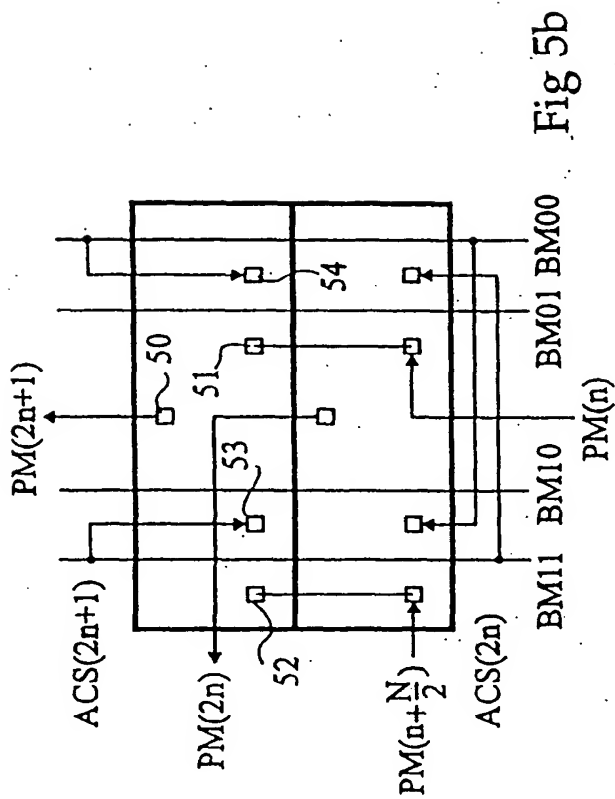 PM(2n+1)
ACS(2n+1)
50
53
51
54
PM(2n)
52
PM(n+N/2)
ACS(2n)
BM11 BM10 BM01 BM00
PM(n)
Fig 5b